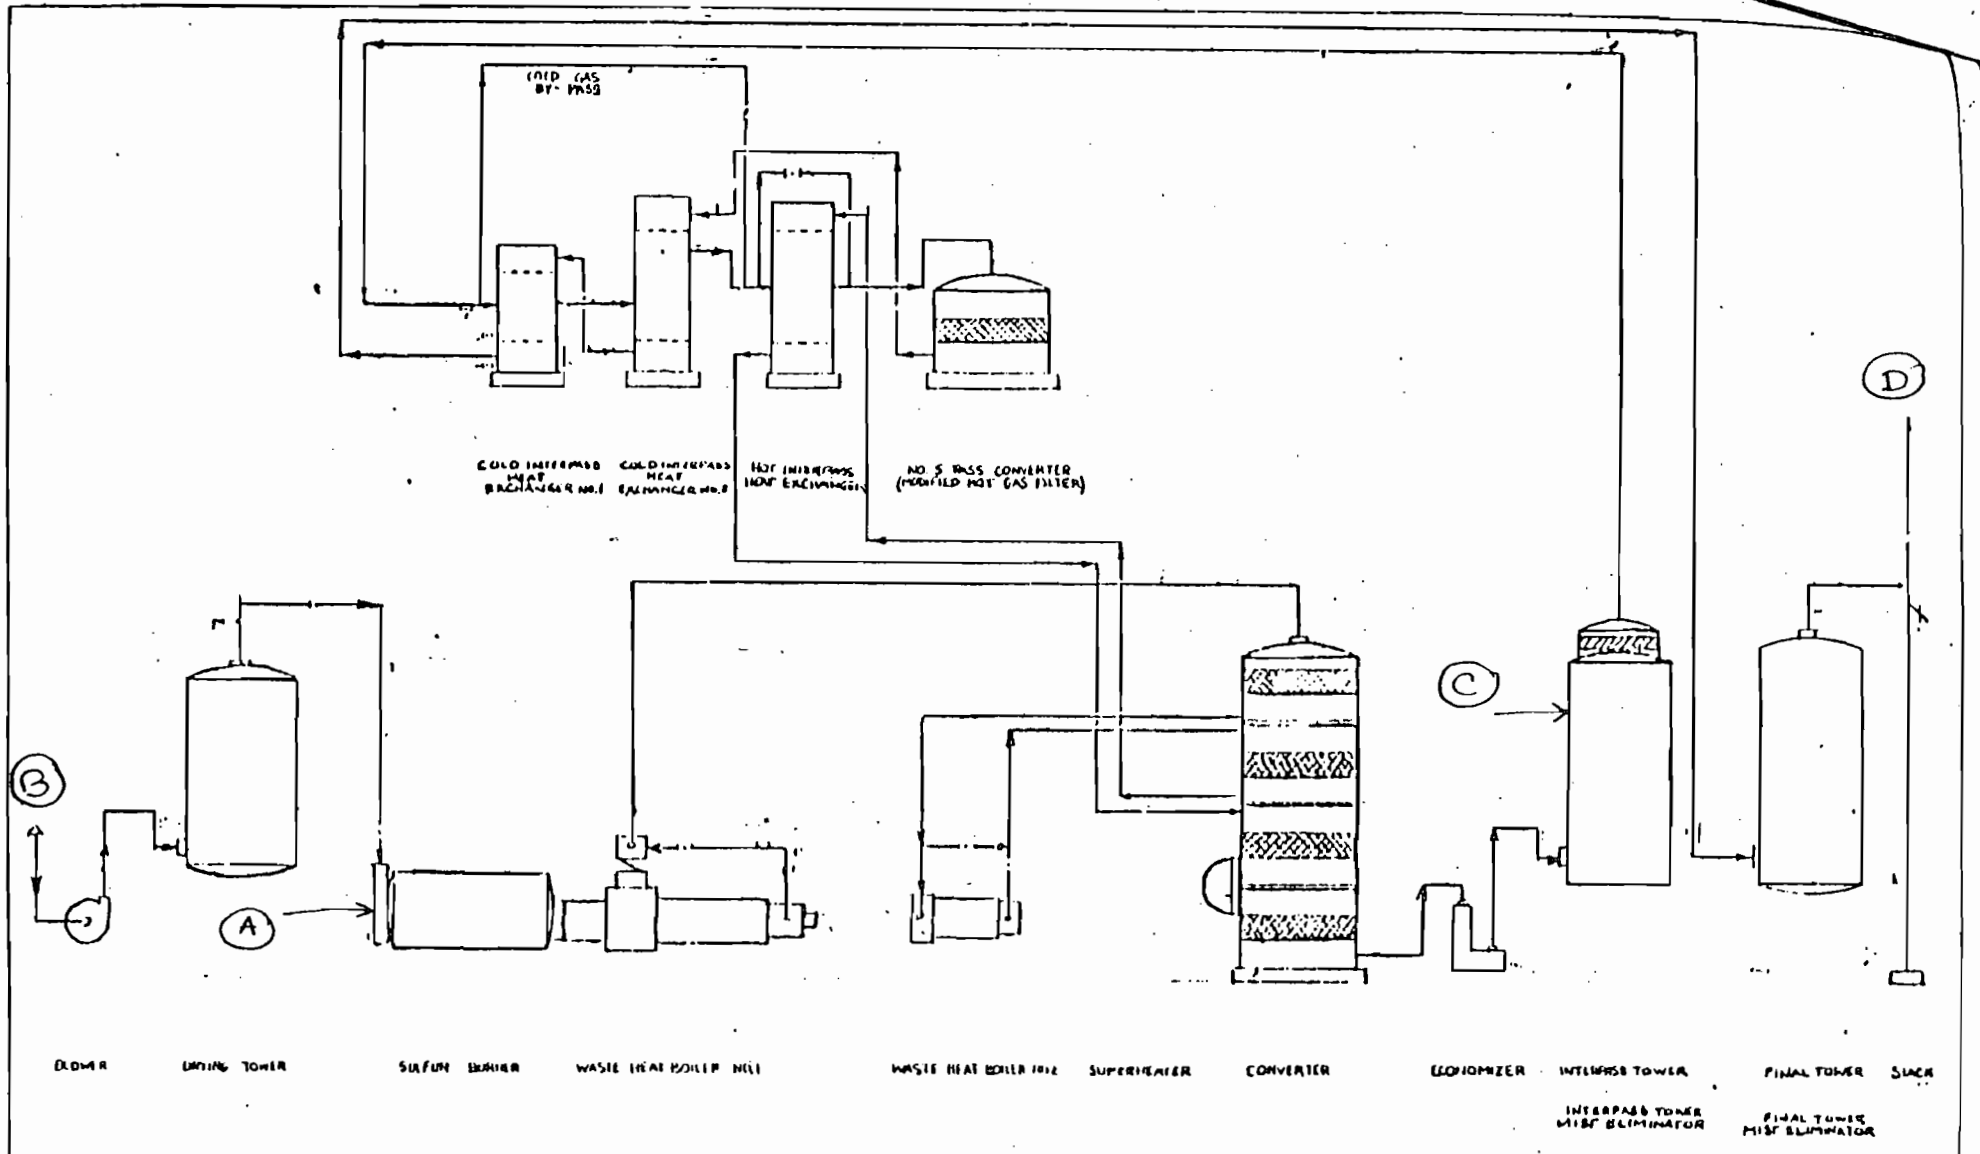 COLD GAS
BY-PASS
COLD INTERPASS
HEAT
EXCHANGER NO.1
COLD INTERPASS
HEAT
EXCHANGER NO.2
HOT INTERPASS
HEAT EXCHANGER
NO. 5 PASS CONVERTER
(MODIFIED HOT GAS FILTER)
D
C
B
A
BLOWER
DRYING TOWER
SULFUR BURNER
WASTE HEAT BOILER NO.1
WASTE HEAT BOILER NO.2
SUPERHEATER
CONVERTER
ECONOMIZER
INTERPASS TOWER
FINAL TOWER
STACK
INTERPASS TOWER
MIST ELIMINATOR
FINAL TOWER
MIST ELIMINATOR